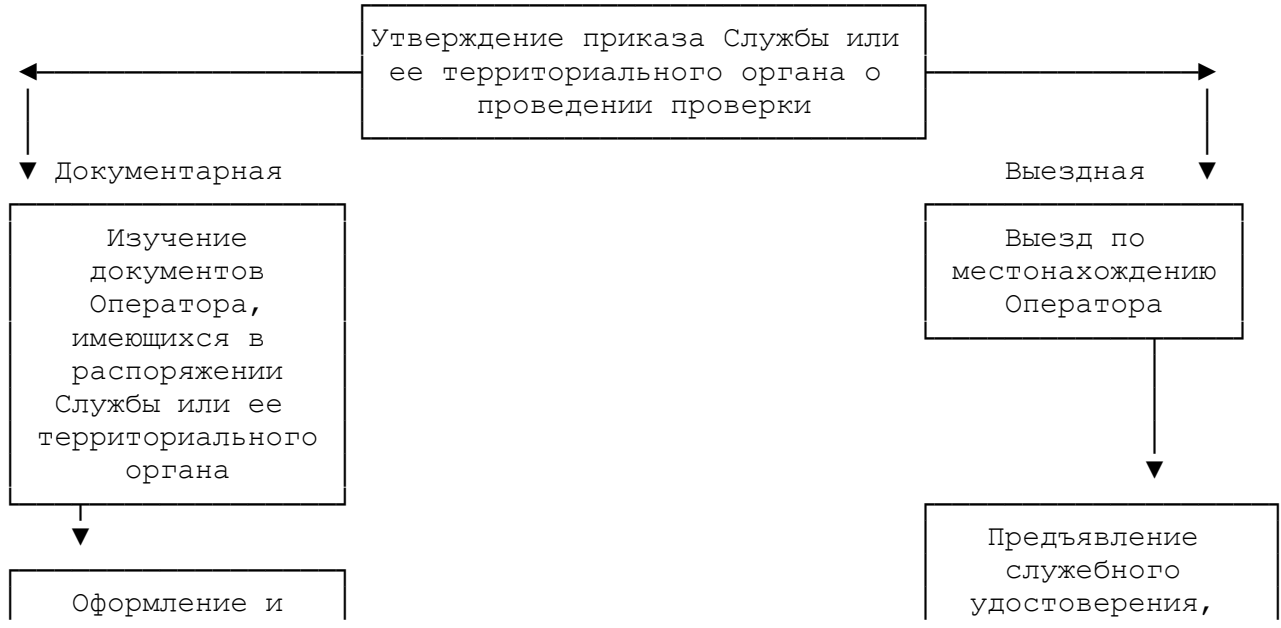 Утверждение приказа Службы или
ее территориального органа о
проведении проверки
Документарная
Выездная
Изучение
документов
Оператора,
имеющихся в
распоряжении
Службы или ее
территориального
органа
Выезд по
местонахождению
Оператора
Оформление и
Предъявление
служебного
удостоверения,